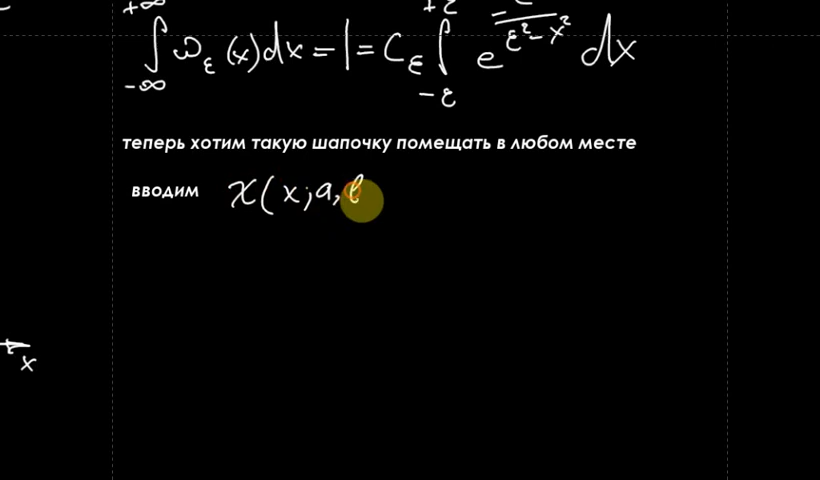 +∞ +ε
∫ ω_ε(x)dx = 1 = C_ε ∫ e^{-ε²/(ε²-x²)} dx
-∞ -ε
теперь хотим такую шапочку помещать в любом месте
вводим χ(x; a, b
ε x